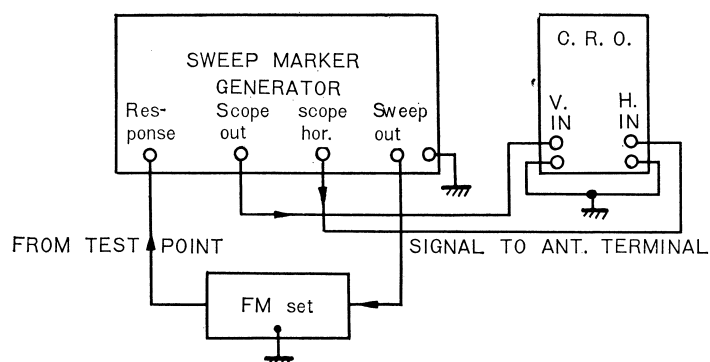 SWEEP MARKER
GENERATOR
Res-
ponse
Scope
out
scope
hor.
Sweep
out
C. R. O.
V.
IN
H.
IN
FROM TEST POINT
SIGNAL TO ANT. TERMINAL
FM set